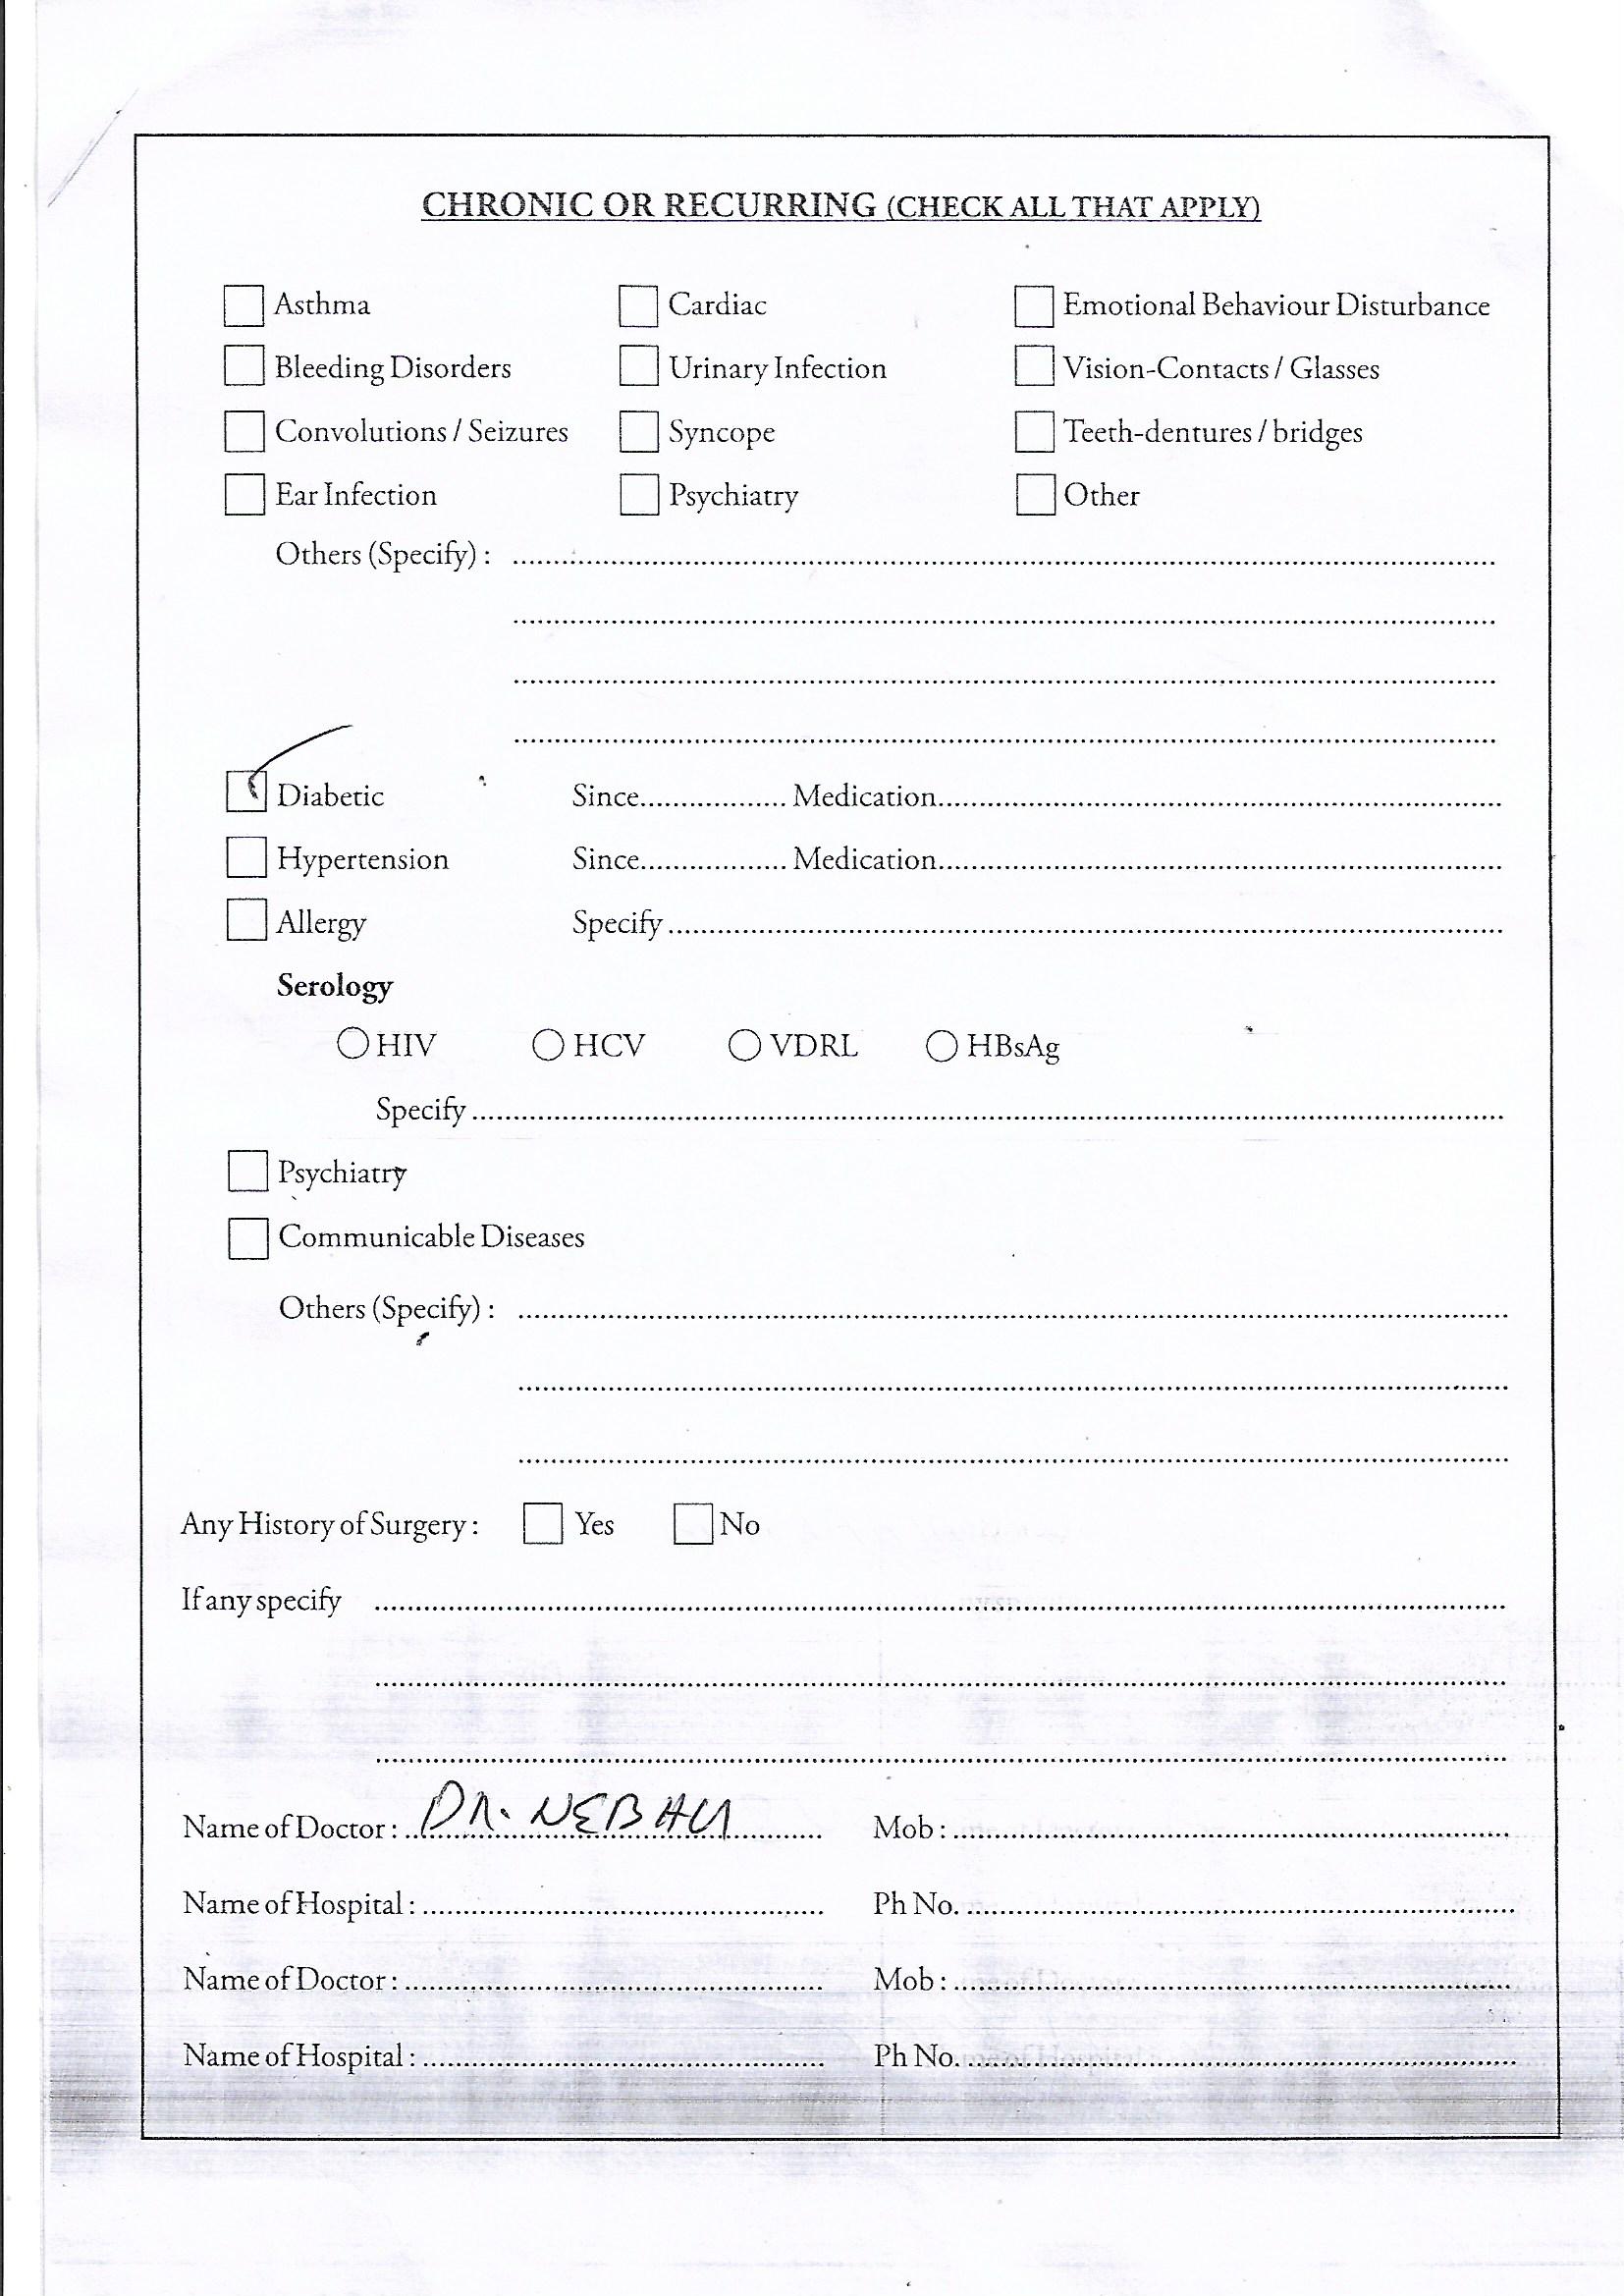 CHRONIC OR RECURRING (CHECK ALL THAT APPLY)
Asthma Cardiac Emotional Behaviour Disturbance
Bleeding Disorders Urinary Infection Vision-Contacts / Glasses
Convolutions / Seizures Syncope Teeth-dentures / bridges
Ear Infection Psychiatry Other
Others (Specify) :
Diabetic Since................ Medication................
Hypertension Since................ Medication................
Allergy Specify................
Serology
HIV HCV VDRL HBsAg
Specify................
Psychiatry
Communicable Diseases
Others (Specify) :
Any History of Surgery : Yes No
If any specify
Name of Doctor : DR. Mob :
Name of Hospital : Ph No.
Name of Doctor : Mob :
Name of Hospital : Ph No.